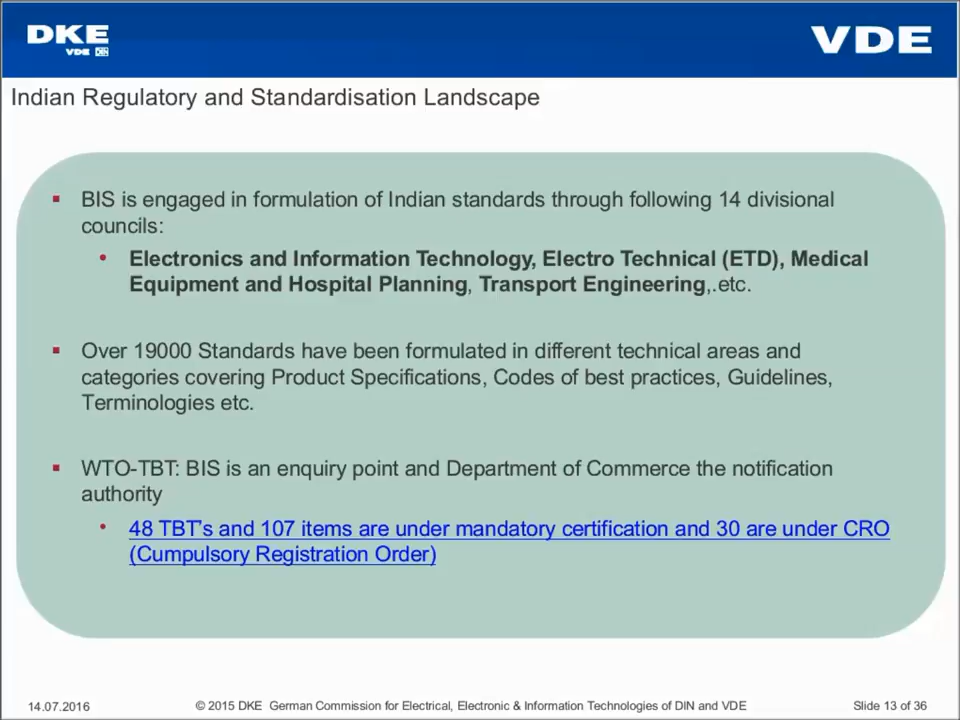 DKE
VDE DIN
VDE
Indian Regulatory and Standardisation Landscape
BIS is engaged in formulation of Indian standards through following 14 divisional
councils:
Electronics and Information Technology, Electro Technical (ETD), Medical
Equipment and Hospital Planning, Transport Engineering,.etc.
Over 19000 Standards have been formulated in different technical areas and
categories covering Product Specifications, Codes of best practices, Guidelines,
Terminologies etc.
WTO-TBT: BIS is an enquiry point and Department of Commerce the notification
authority
48 TBT's and 107 items are under mandatory certification and 30 are under CRO
(Cumpulsory Registration Order)
14.07.2016
© 2015 DKE German Commission for Electrical, Electronic & Information Technologies of DIN and VDE
Slide 13 of 36